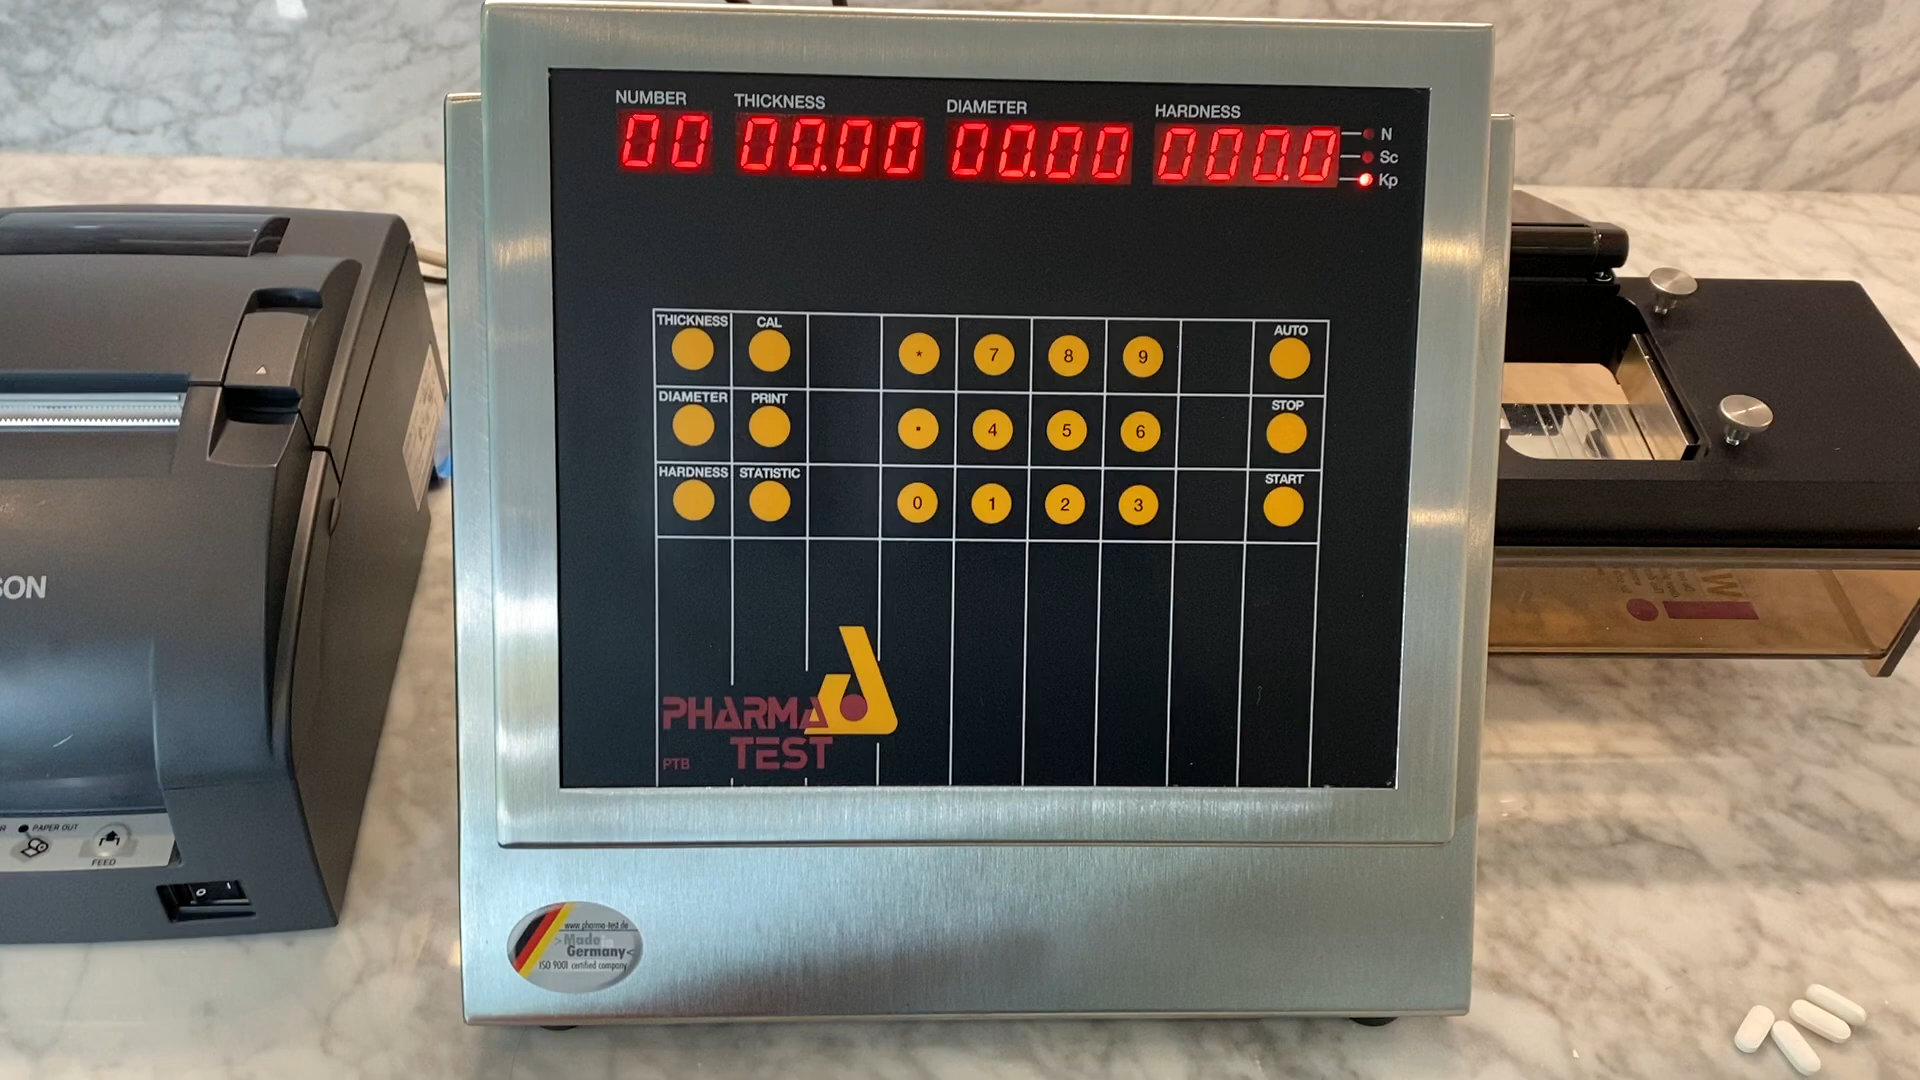 NUMBER THICKNESS DIAMETER HARDNESS
00 00.00 00.00 000.0
N
Sc
Kp
THICKNESS CAL AUTO
* 7 8 9
DIAMETER PRINT STOP
. 4 5 6
HARDNESS STATISTIC START
0 1 2 3
PHARMA
TEST
PTB
SON
PAPER OUT
FEED
www.pharma-test.de
>Made
Germany<
ISO 9001 certified company